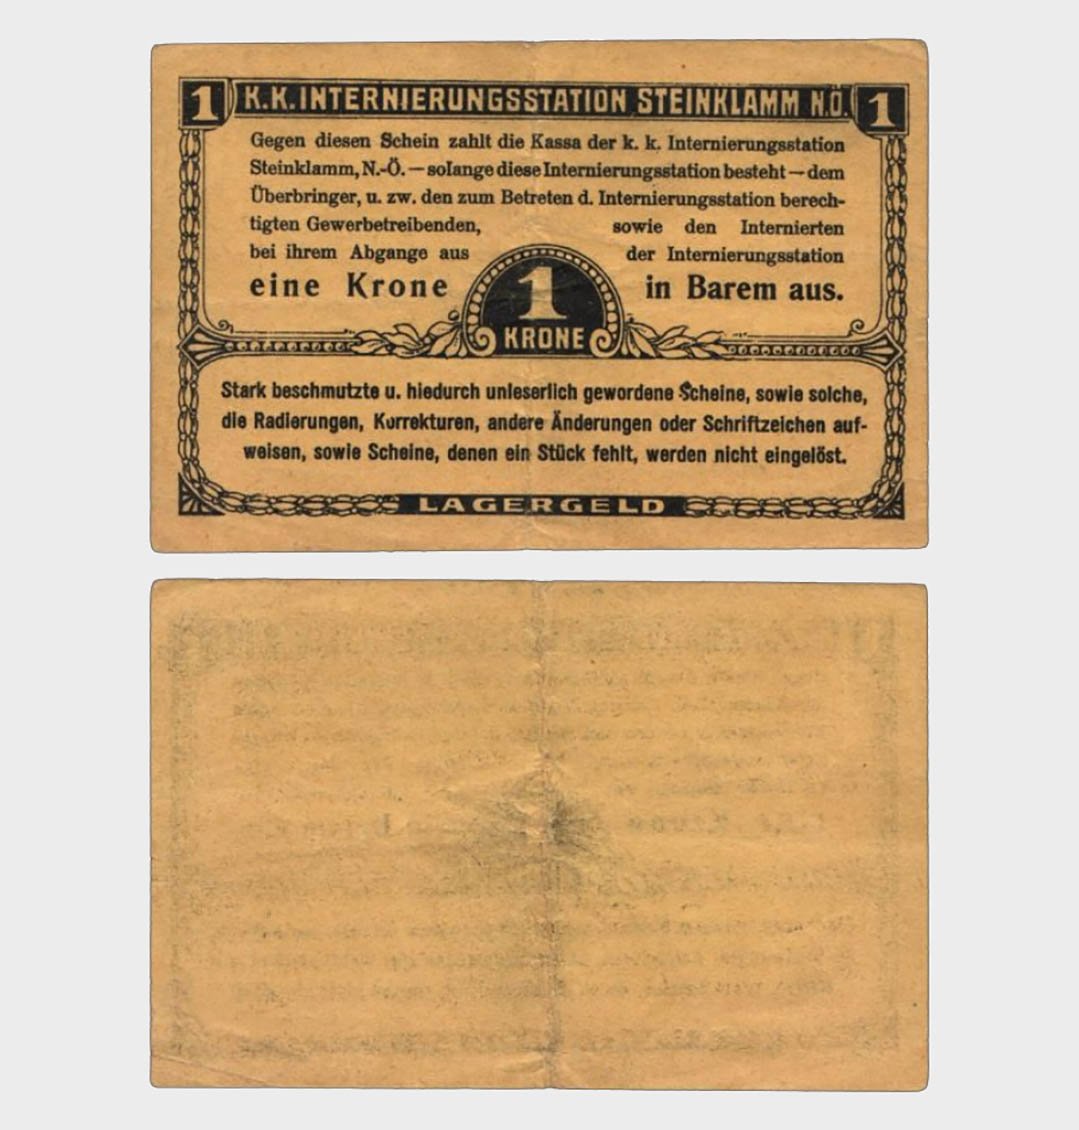 1 K.K. INTERNIERUNGSSTATION STEINKLAMM N.Ö. 1
Gegen diesen Schein zahlt die Kassa der k. k. Internierungsstation
Steinklamm, N.-Ö. — solange diese Internierungsstation besteht — dem
Überbringer, u. zw. den zum Betreten d. Internierungsstation berech-
tigten Gewerbetreibenden, sowie den Internierten
bei ihrem Abgange aus der Internierungsstation
eine Krone 1 in Barem aus.
KRONE
Stark beschmutzte u. hiedurch unleserlich gewordene Scheine, sowie solche,
die Radierungen, Korrekturen, andere Änderungen oder Schriftzeichen auf-
weisen, sowie Scheine, denen ein Stück fehlt, werden nicht eingelöst.
LAGERGELD